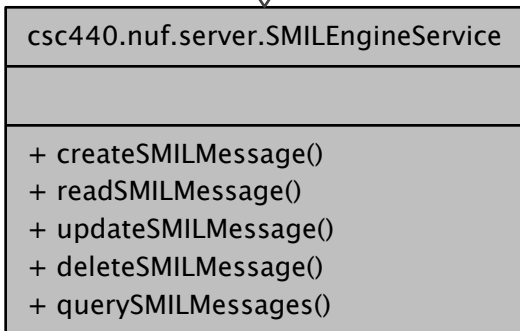 csc440.nuf.server.SMILEngineService
+ createSMILMessage()
+ readSMILMessage()
+ updateSMILMessage()
+ deleteSMILMessage()
+ querySMILMessages()